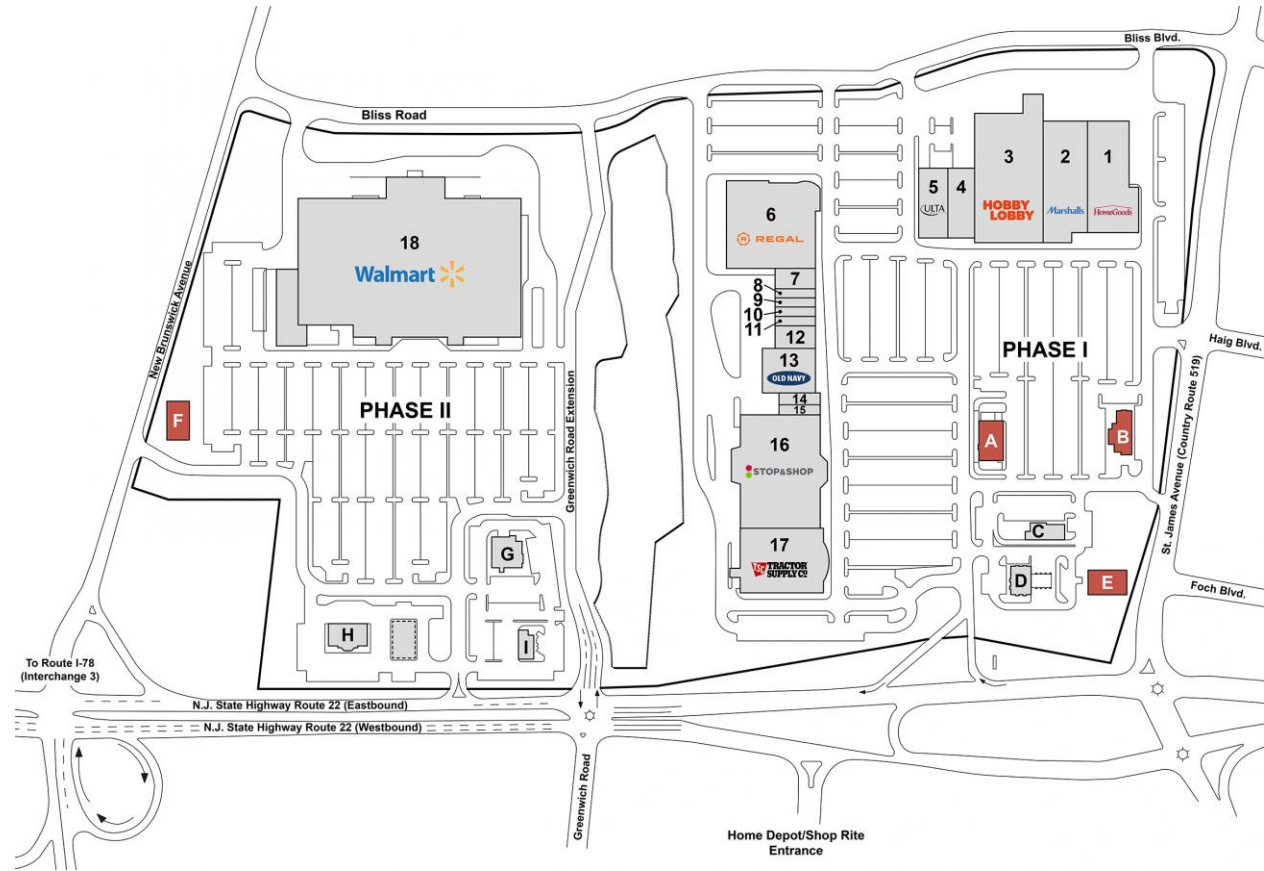 Bliss Blvd.
Bliss Road
3
2
1
5
4
ULTA
HOBBY
LOBBY
Marshalls
HomeGoods
6
R REGAL
18
Walmart
7
8
9
10
11
12
13
OLD NAVY
14
15
16
STOP&SHOP
17
TSC TRACTOR
SUPPLY CO
PHASE I
PHASE II
New Brunswick Avenue
Greenwich Road Extension
Haig Blvd.
St. James Avenue (Country Route 519)
Foch Blvd.
F
A
B
C
D
E
G
H
I
To Route I-78
(Interchange 3)
N.J. State Highway Route 22 (Eastbound)
N.J. State Highway Route 22 (Westbound)
Greenwich Road
Home Depot/Shop Rite
Entrance